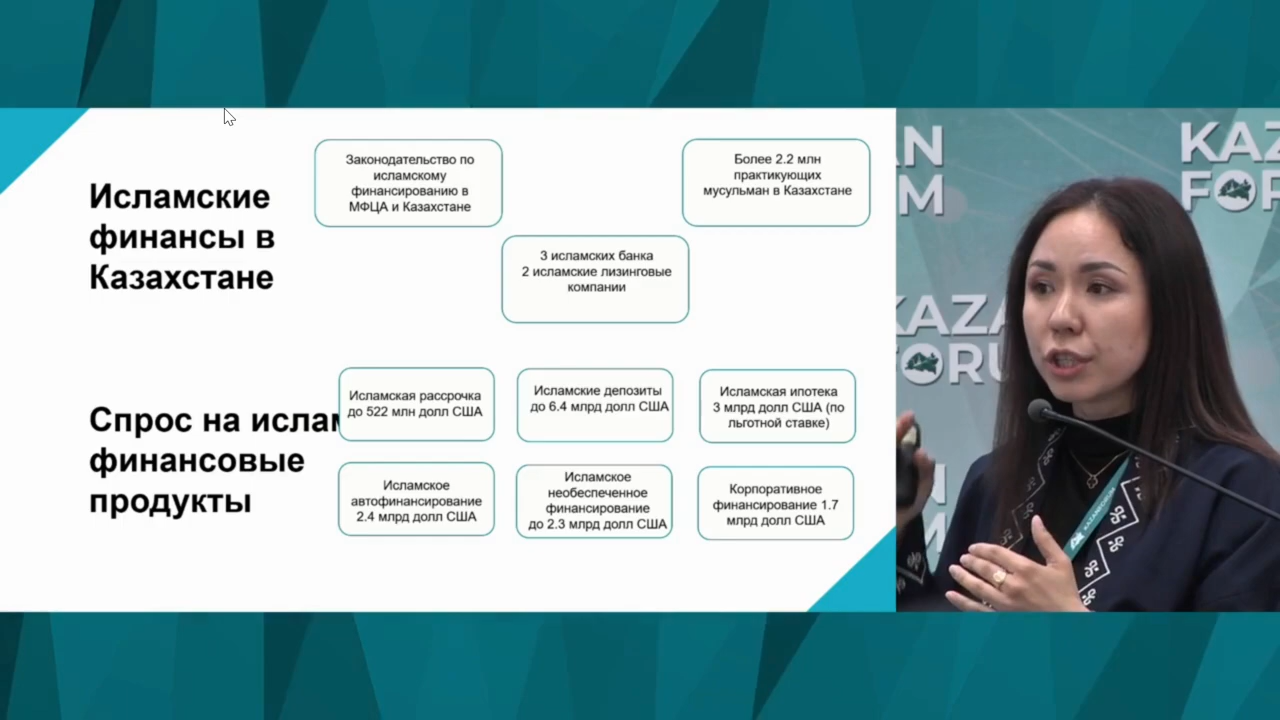 Исламские
финансы в
Казахстане
Законодательство по
исламскому
финансированию в
МФЦА и Казахстане
Более 2.2 млн
практикующих
мусульман в Казахстане
3 исламских банка
2 исламские лизинговые
компании
Спрос на ислам
финансовые
продукты
Исламская рассрочка
до 522 млн долл США
Исламские депозиты
до 6.4 млрд долл США
Исламская ипотека
3 млрд долл США (по
льготной ставке)
Исламское
автофинансирование
2.4 млрд долл США
Исламское
необеспеченное
финансирование
до 2.3 млрд долл США
Корпоративное
финансирование 1.7
млрд долл США
AN
UM
KAZ
FOR
KAZA
FORU
N
M
KAZANFORUM